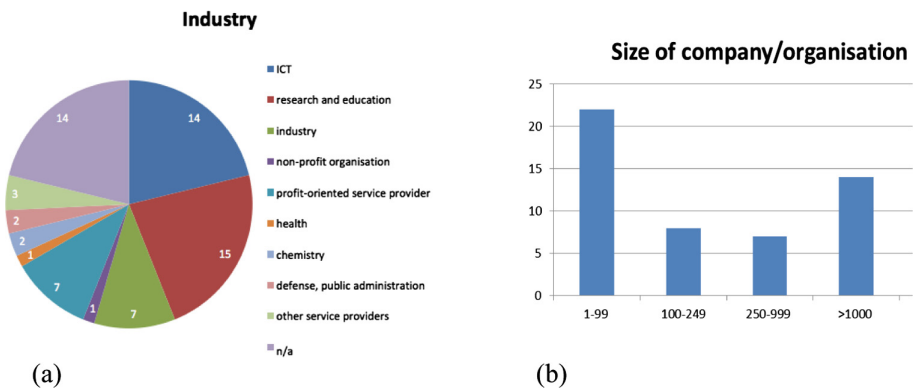 Industry
14
15
7
1
7
1
2
2
3
14
ICT
research and education
industry
non-profit organisation
profit-oriented service provider
health
chemistry
defense, public administration
other service providers
n/a
(a)
Size of company/organisation
25
20
15
10
5
0
1-99
100-249
250-999
>1000
(b)